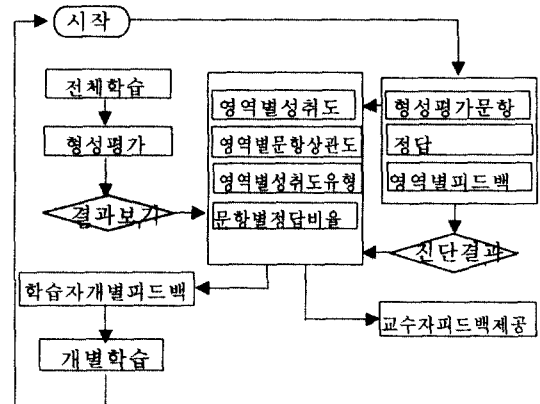 시작
전체학습
형성평가
결과보기
영역별성취도
영역별문항상관도
영역별성취도유형
문항별정답비율
형성평가문항
정답
영역별피드백
진단결과
학습자개별피드백
개별학습
교수자피드백제공